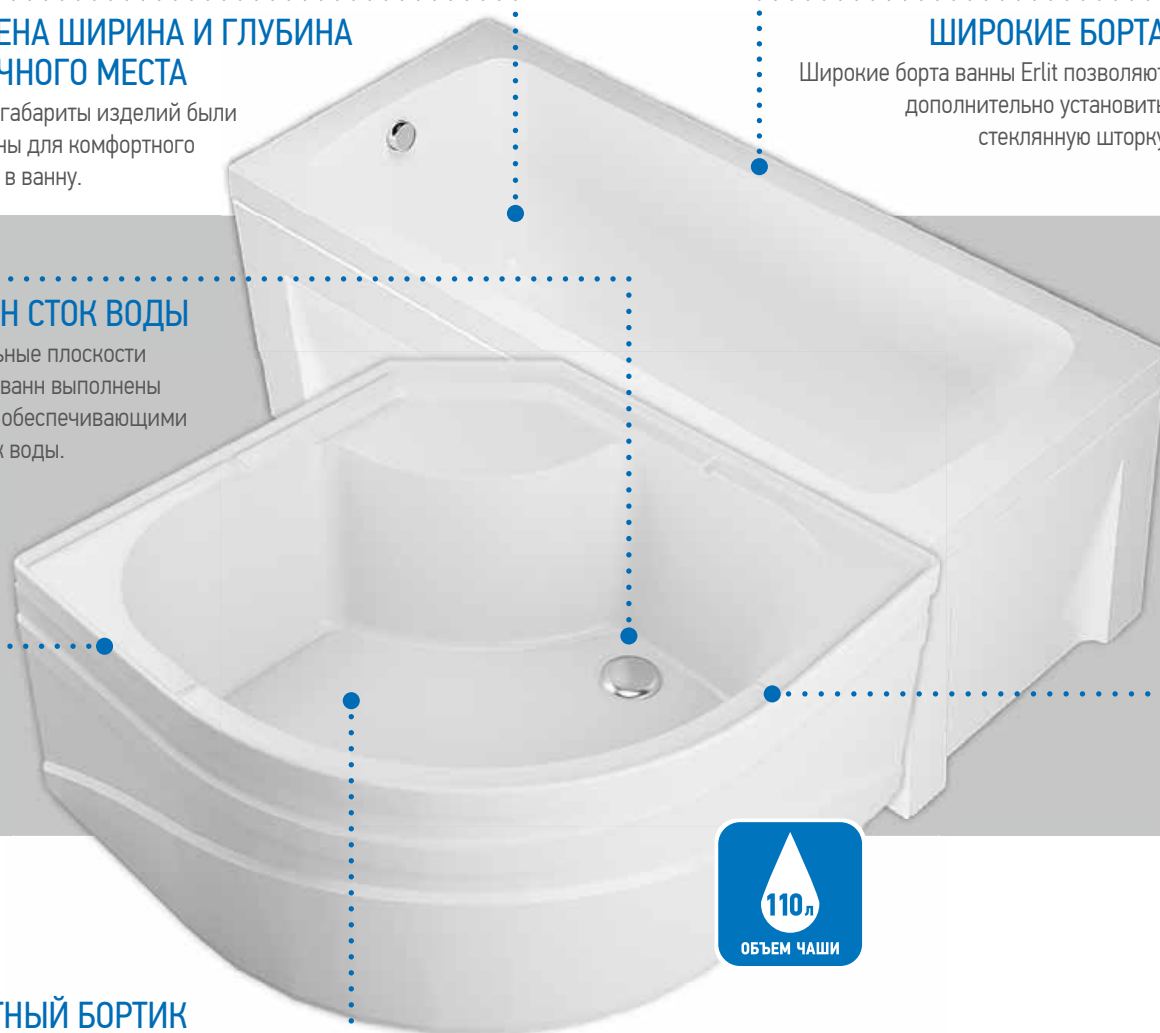 ЕНА ШИРИНА И ГЛУБИНА
ЧНОГО МЕСТА
габариты изделий были
ны для комфортного
в ванну.
ШИРОКИЕ БОРТА
Широкие борта ванны Erlit позволяют
дополнительно установить
стеклянную шторку
Н СТОК ВОДЫ
ьные плоскости
ванн выполнены
обеспечивающими
к воды.
110л
ОБЪЕМ ЧАШИ
ТНЫЙ БОРТИК